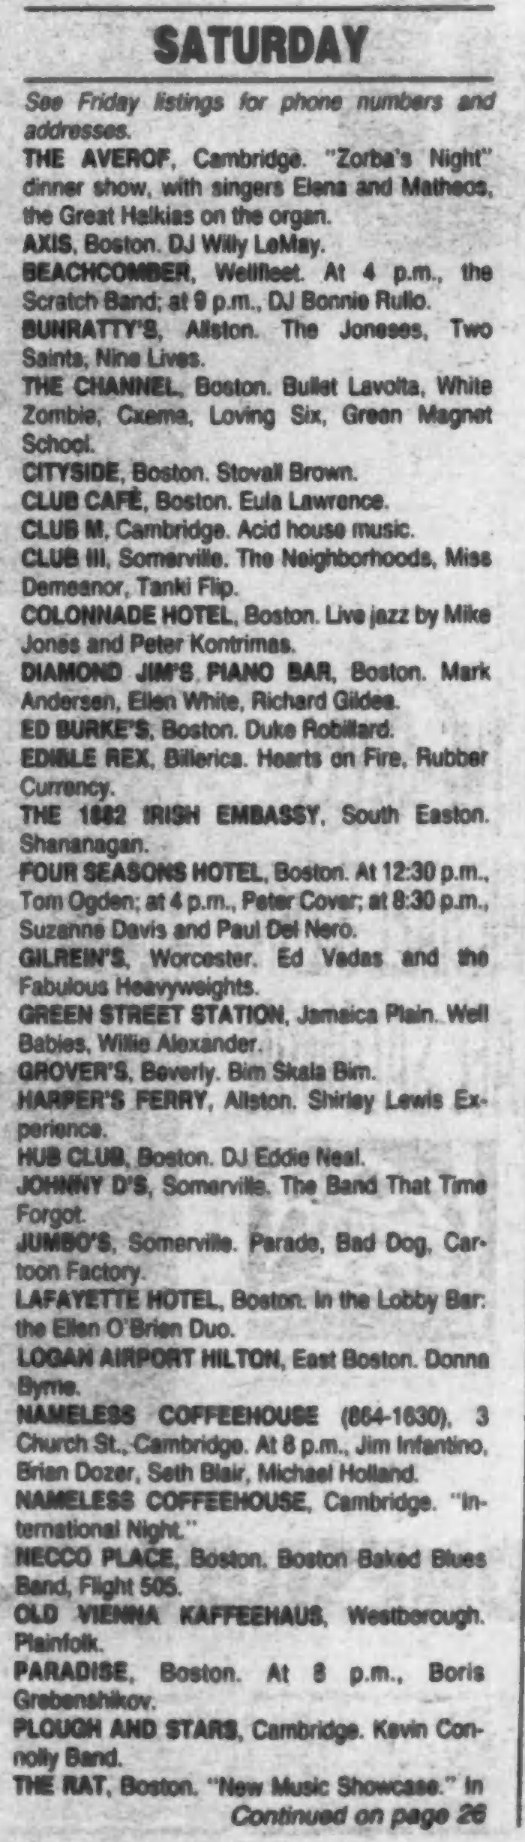 SATURDAY
See Friday listings for phone numbers and
addresses.
THE AVEROF, Cambridge. "Zorba's Night"
dinner show, with singers Elena and Matheos,
the Great Halkias on the organ.
AXIS, Boston. DJ Willy LeMay.
BEACHCOMBER, Wellfleet. At 4 p.m., the
Scratch Band; at 9 p.m., DJ Bonnie Rullo.
BUNRATTY'S, Allston. The Joneses, Two
Saints, Nine Lives.
THE CHANNEL, Boston. Bullet Lavolta, White
Zombie, Cxema, Loving Six, Green Magnet
School.
CITYSIDE, Boston. Stovall Brown.
CLUB CAFÉ, Boston. Eula Lawrence.
CLUB M, Cambridge. Acid house music.
CLUB III, Somerville. The Neighborhoods, Miss
Demeanor, Tanki Flip.
COLONNADE HOTEL, Boston. Live jazz by Mike
Jones and Peter Kontrimas.
DIAMOND JIM'S PIANO BAR, Boston. Mark
Andersen, Ellen White, Richard Gildea.
ED BURKE'S, Boston. Duke Robillard.
EDIBLE REX, Billerica. Hearts on Fire, Rubber
Currency.
THE 1882 IRISH EMBASSY, South Easton.
Shananagan.
FOUR SEASONS HOTEL, Boston. At 12:30 p.m.,
Tom Ogden; at 4 p.m., Peter Cover; at 8:30 p.m.,
Suzanne Davis and Paul Del Nero.
GILREIN'S, Worcester. Ed Vadas and the
Fabulous Heavyweights.
GREEN STREET STATION, Jamaica Plain. Well
Babies, Willie Alexander.
GROVER'S, Beverly. Bim Skala Bim.
HARPER'S FERRY, Allston. Shirley Lewis Ex-
perience.
HUB CLUB, Boston. DJ Eddie Neal.
JOHNNY D'S, Somerville. The Band That Time
Forgot.
JUMBO'S, Somerville. Parade, Bad Dog, Car-
toon Factory.
LAFAYETTE HOTEL, Boston. In the Lobby Bar:
the Ellen O'Brien Duo.
LOGAN AIRPORT HILTON, East Boston. Donna
Byrne.
NAMELESS COFFEEHOUSE (864-1630), 3
Church St., Cambridge. At 8 p.m., Jim Infantino,
Brian Dozer, Seth Blair, Michael Holland.
NAMELESS COFFEEHOUSE, Cambridge. "In-
ternational Night."
NECCO PLACE, Boston. Boston Baked Blues
Band, Flight 505.
OLD VIENNA KAFFEEHAUS, Westborough.
Plainfolk.
PARADISE, Boston. At 8 p.m., Boris
Grebenshikov.
PLOUGH AND STARS, Cambridge. Kevin Con-
nolly Band.
THE RAT, Boston. "New Music Showcase." In
Continued on page 26